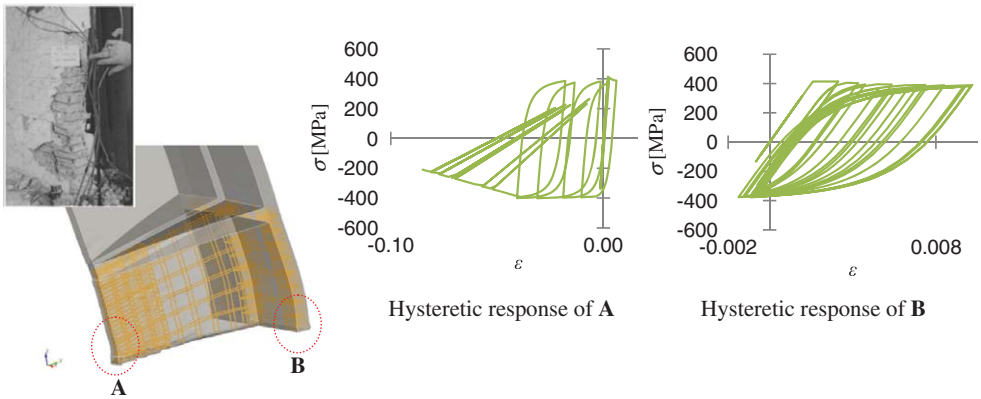 A
B
600
400
200
0
-200
-400
-600
-0.10
0.00
σ[MPa]
ε
Hysteretic response of A
600
400
200
0
-200
-400
-600
-0.002
0.008
σ[MPa]
ε
Hysteretic response of B